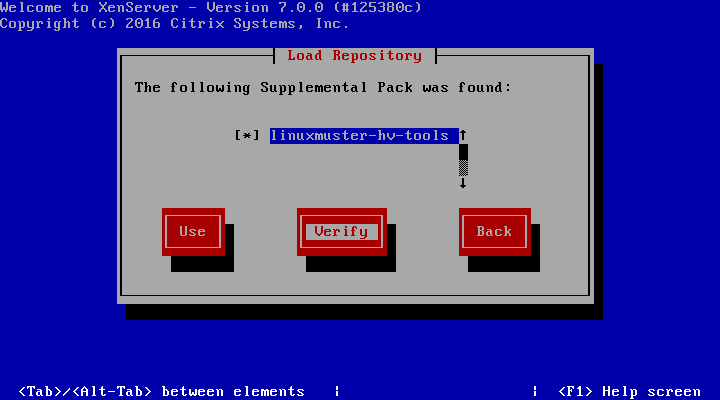 Welcome to XenServer - Version 7.0.0 (#125380c)
Copyright (c) 2016 Citrix Systems, Inc.
Load Repository
The following Supplemental Pack was found:
[*] linuxmuster-hv-tools ↑
↓
Use Verify Back
<Tab>/<Alt-Tab> between elements | | <F1> Help screen